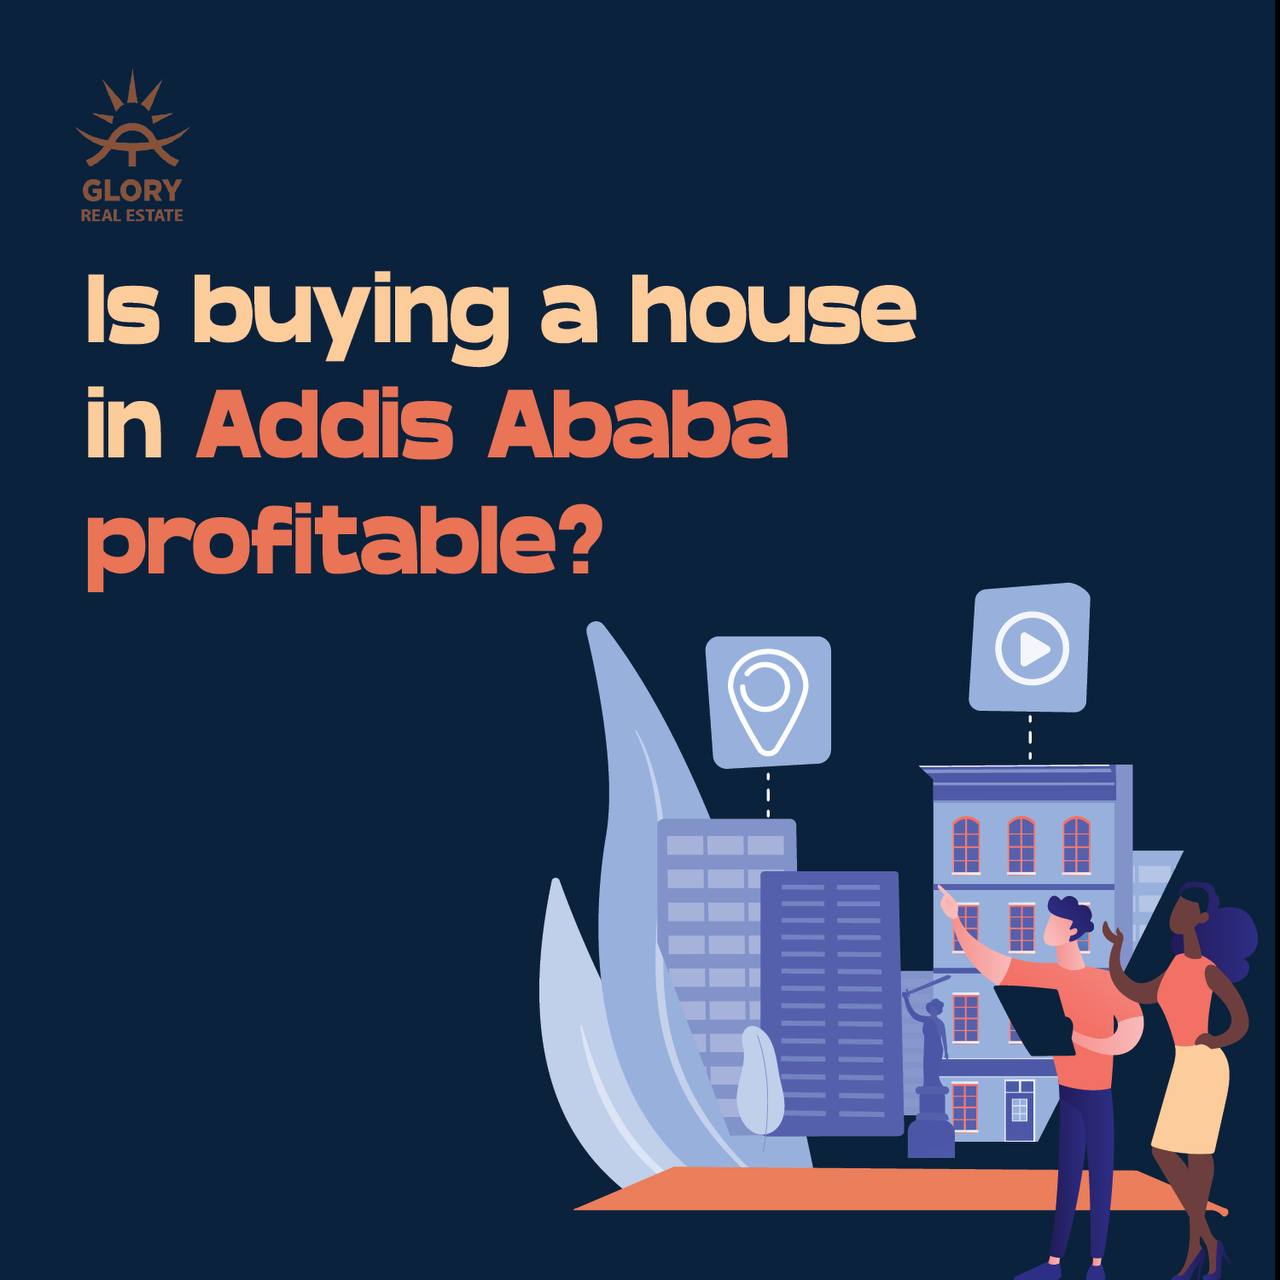 GLORY
REAL ESTATE
Is buying a house
in Addis Ababa
profitable?